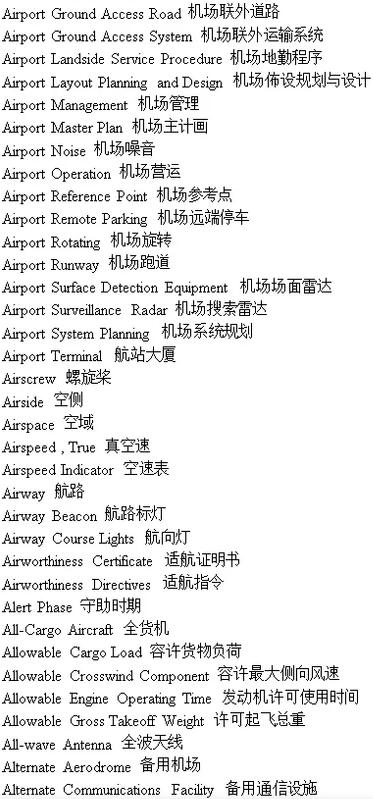 Airport Ground Access Road 机场联外道路
Airport Ground Access System 机场联外运输系统
Airport Landside Service Procedure 机场地勤程序
Airport Layout Planning and Design 机场佈设规划与设计
Airport Management 机场管理
Airport Master Plan 机场主计画
Airport Noise 机场噪音
Airport Operation 机场营运
Airport Reference Point 机场参考点
Airport Remote Parking 机场远端停车
Airport Rotating 机场旋转
Airport Runway 机场跑道
Airport Surface Detection Equipment 机场场面雷达
Airport Surveillance Radar 机场搜索雷达
Airport System Planning 机场系统规划
Airport Terminal 航站大厦
Airscrew 螺旋桨
Airside 空侧
Airspace 空域
Airspeed , True 真空速
Airspeed Indicator 空速表
Airway 航路
Airway Beacon 航路标灯
Airway Course Lights 航向灯
Airworthiness Certificate 适航证明书
Airworthiness Directives 适航指令
Alert Phase 守助时期
All-Cargo Aircraft 全货机
Allowable Cargo Load 容许货物负荷
Allowable Crosswind Component 容许最大侧向风速
Allowable Engine Operating Time 发动机许可使用时间
Allowable Gross Takeoff Weight 许可起飞总重
All-wave Antenna 全波天线
Alternate Aerodrome 备用机场
Alternate Communications Facility 备用通信设施